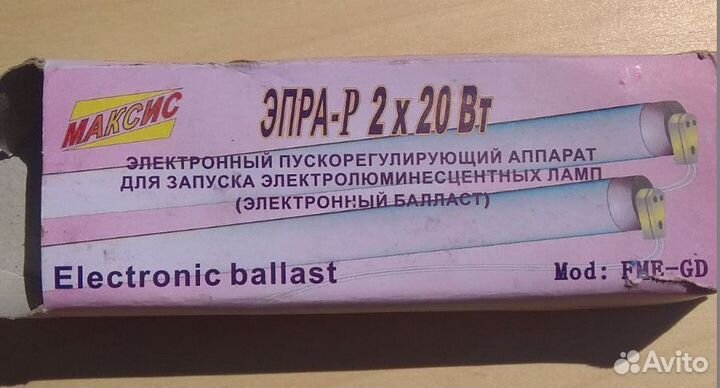 МАКСИС
ЭПРА-Р 2 х 20 Вт
ЭЛЕКТРОННЫЙ ПУСКОРЕГУЛИРУЮЩИЙ АППАРАТ
ДЛЯ ЗАПУСКА ЭЛЕКТРОЛЮМИНЕСЦЕНТНЫХ ЛАМП
(ЭЛЕКТРОННЫЙ БАЛЛАСТ)
Electronic ballast
Mod: FME-GD
Avito